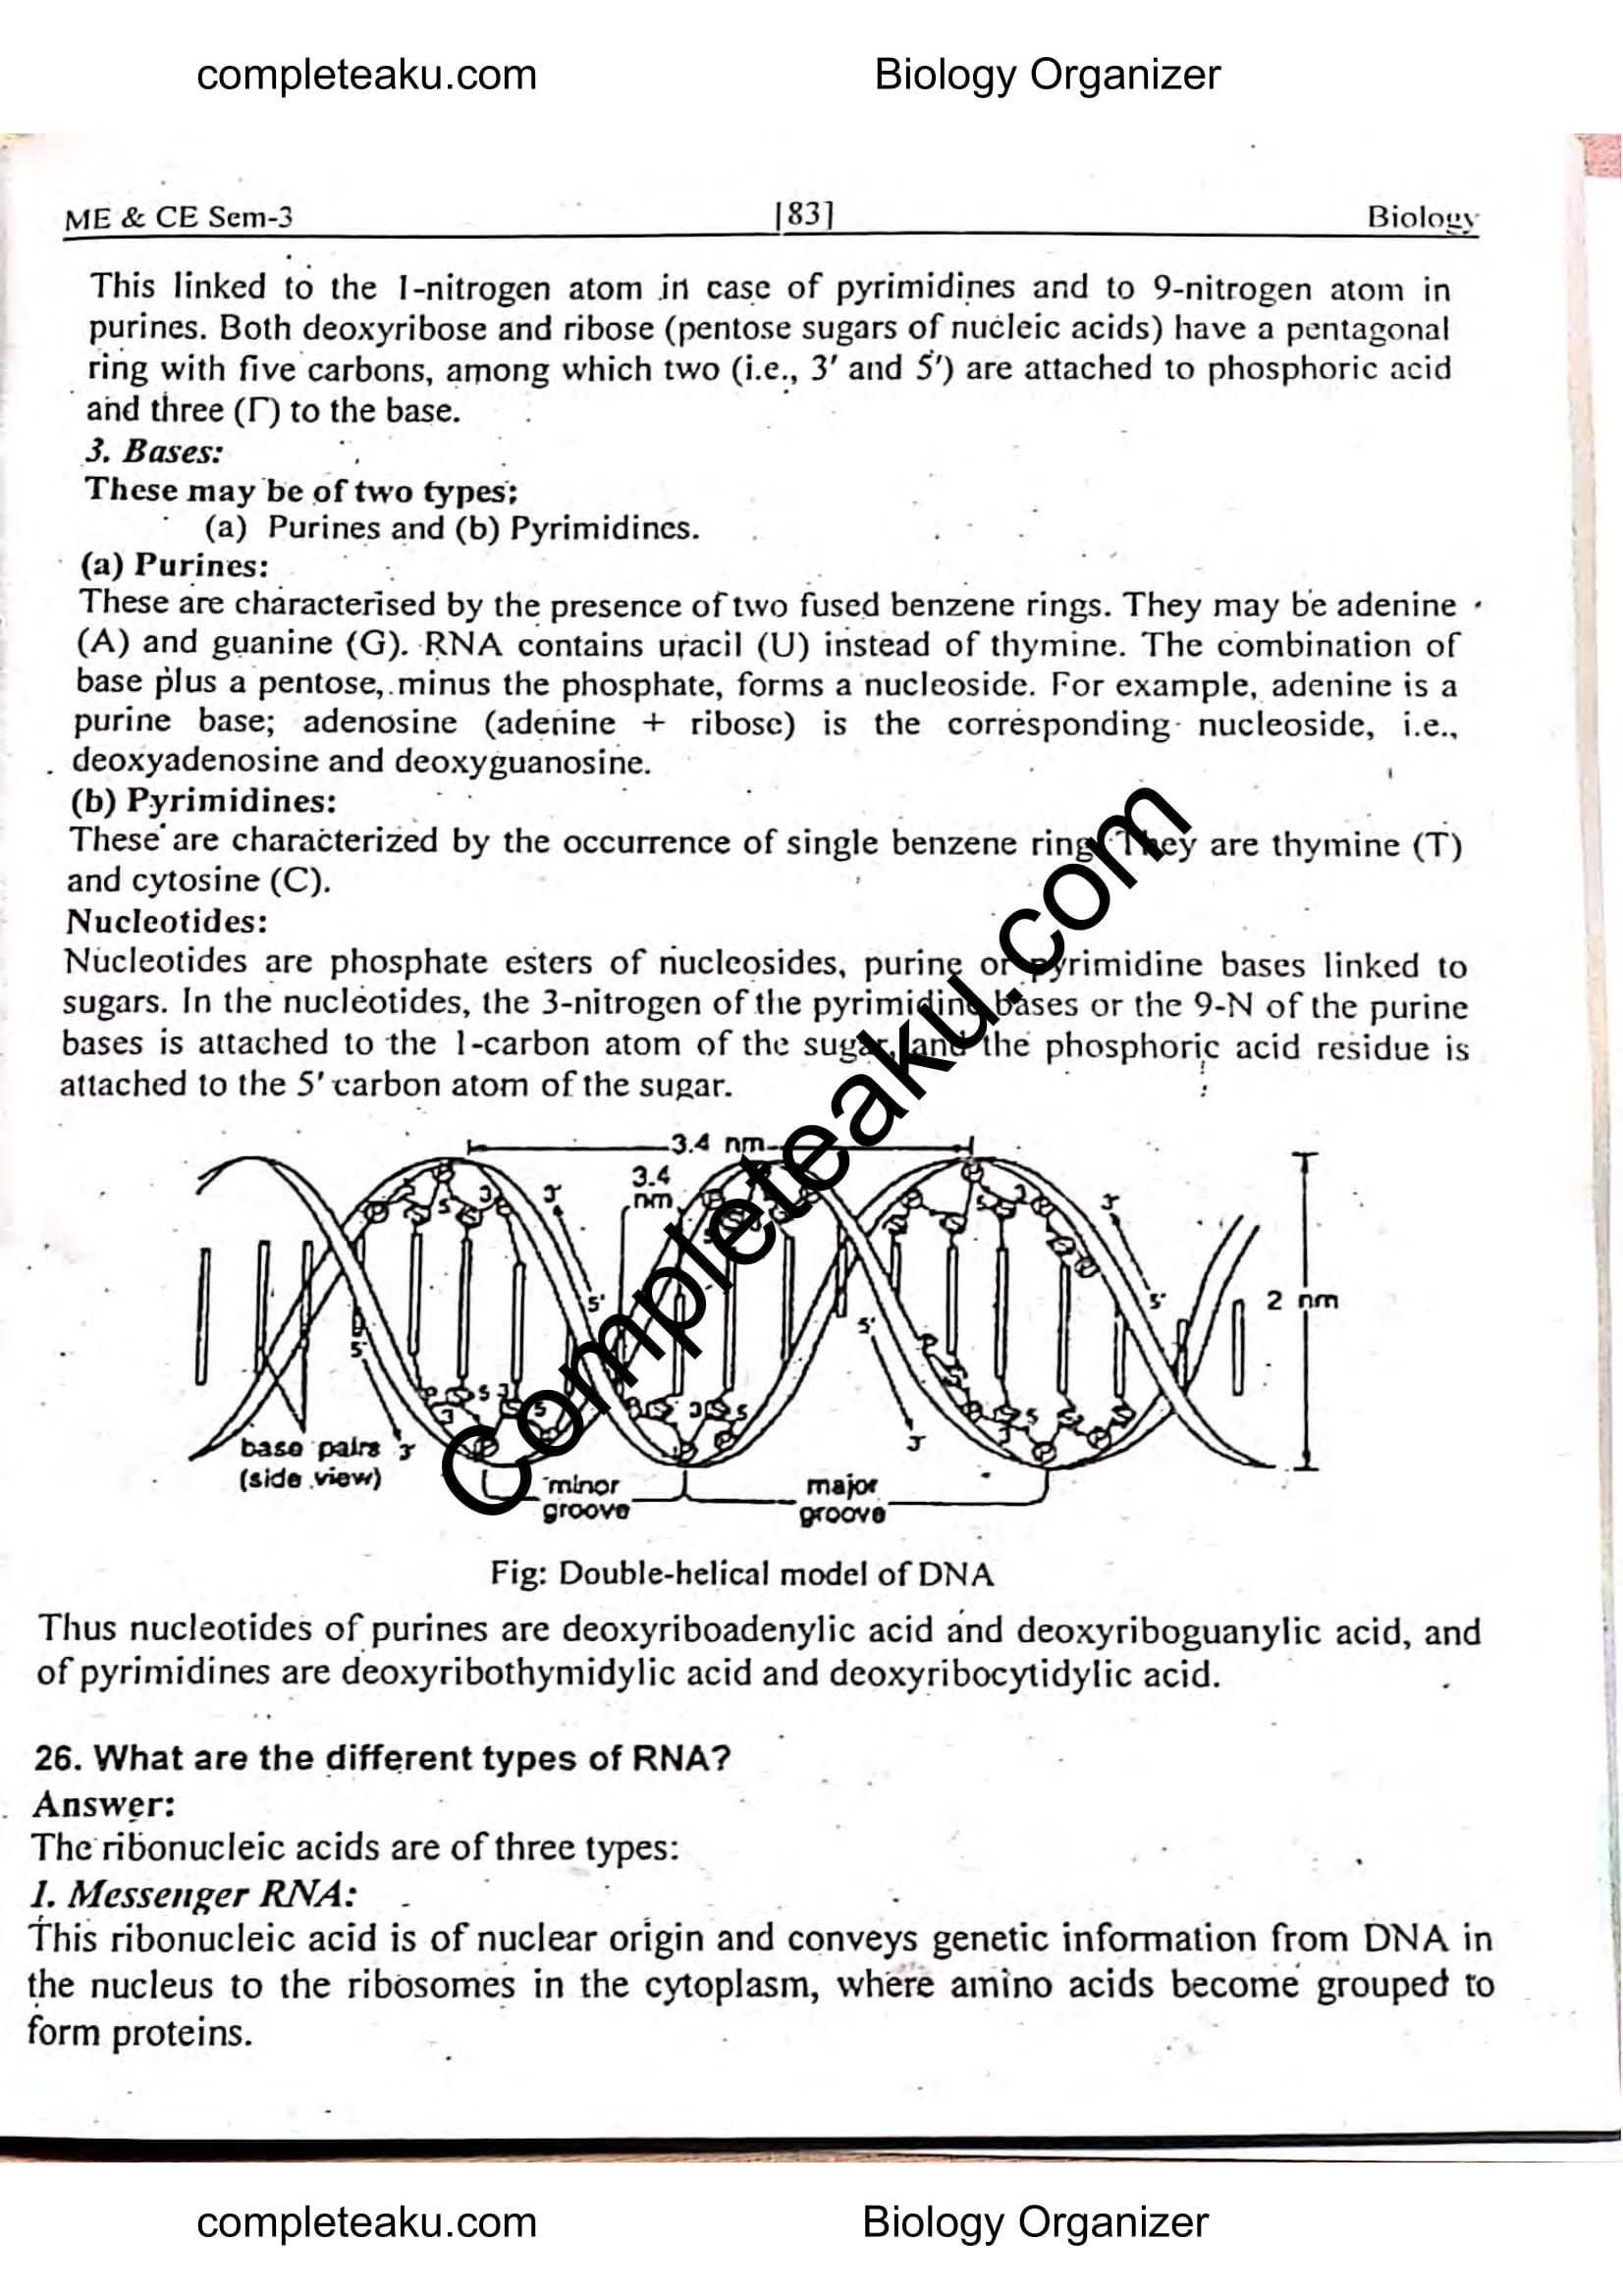 completeaku.com Biology Organizer
ME & CE Sem-3 [83] Biology
This linked to the 1-nitrogen atom in case of pyrimidines and to 9-nitrogen atom in
purines. Both deoxyribose and ribose (pentose sugars of nucleic acids) have a pentagonal
ring with five carbons, among which two (i.e., 3′ and 5′) are attached to phosphoric acid
and three (Γ) to the base.
3. Bases:
These may be of two types:
(a) Purines and (b) Pyrimidines.
(a) Purines:
These are characterised by the presence of two fused benzene rings. They may be adenine
(A) and guanine (G). RNA contains uracil (U) instead of thymine. The combination of
base plus a pentose, minus the phosphate, forms a nucleoside. For example, adenine is a
purine base; adenosine (adenine + ribose) is the corresponding nucleoside, i.e.,
deoxyadenosine and deoxyguanosine.
(b) Pyrimidines:
These are characterized by the occurrence of single benzene ring. They are thymine (T)
and cytosine (C).
Nucleotides:
Nucleotides are phosphate esters of nucleosides, purine or pyrimidine bases linked to
sugars. In the nucleotides, the 3-nitrogen of the pyrimidine bases or the 9-N of the purine
bases is attached to the 1-carbon atom of the sugar, and the phosphoric acid residue is
attached to the 5′ carbon atom of the sugar.
Completeaku.com
3.4 nm
3.4
nm
2 nm
base pairs
(side view)
minor
groove
major
groove
Fig: Double-helical model of DNA
Thus nucleotides of purines are deoxyriboadenylic acid and deoxyriboguanylic acid, and
of pyrimidines are deoxyribothymidylic acid and deoxyribocytidylic acid.
26. What are the different types of RNA?
Answer:
The ribonucleic acids are of three types:
1. Messenger RNA:
This ribonucleic acid is of nuclear origin and conveys genetic information from DNA in
the nucleus to the ribosomes in the cytoplasm, where amino acids become grouped to
form proteins.
completeaku.com Biology Organizer